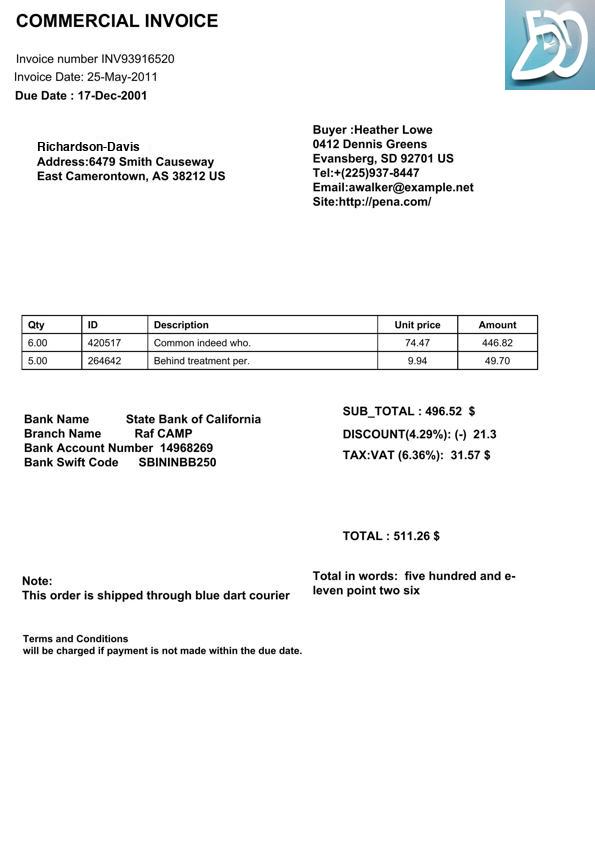 COMMERCIAL INVOICE
Invoice number INV93916520
Invoice Date: 25-May-2011
Due Date : 17-Dec-2001
Richardson-Davis
Address:6479 Smith Causeway
East Camerontown, AS 38212 US
Buyer :Heather Lowe
0412 Dennis Greens
Evansberg, SD 92701 US
Tel:+(225)937-8447
Email:awalker@example.net
Site:http://pena.com/
Qty ID Description Unit price Amount
6.00 420517 Common indeed who. 74.47 446.82
5.00 264642 Behind treatment per. 9.94 49.70
Bank Name State Bank of California
Branch Name Raf CAMP
Bank Account Number 14968269
Bank Swift Code SBININBB250
SUB_TOTAL : 496.52 $
DISCOUNT(4.29%): (-) 21.3
TAX:VAT (6.36%): 31.57 $
TOTAL : 511.26 $
Total in words: five hundred and e-
leven point two six
Note:
This order is shipped through blue dart courier
Terms and Conditions
will be charged if payment is not made within the due date.